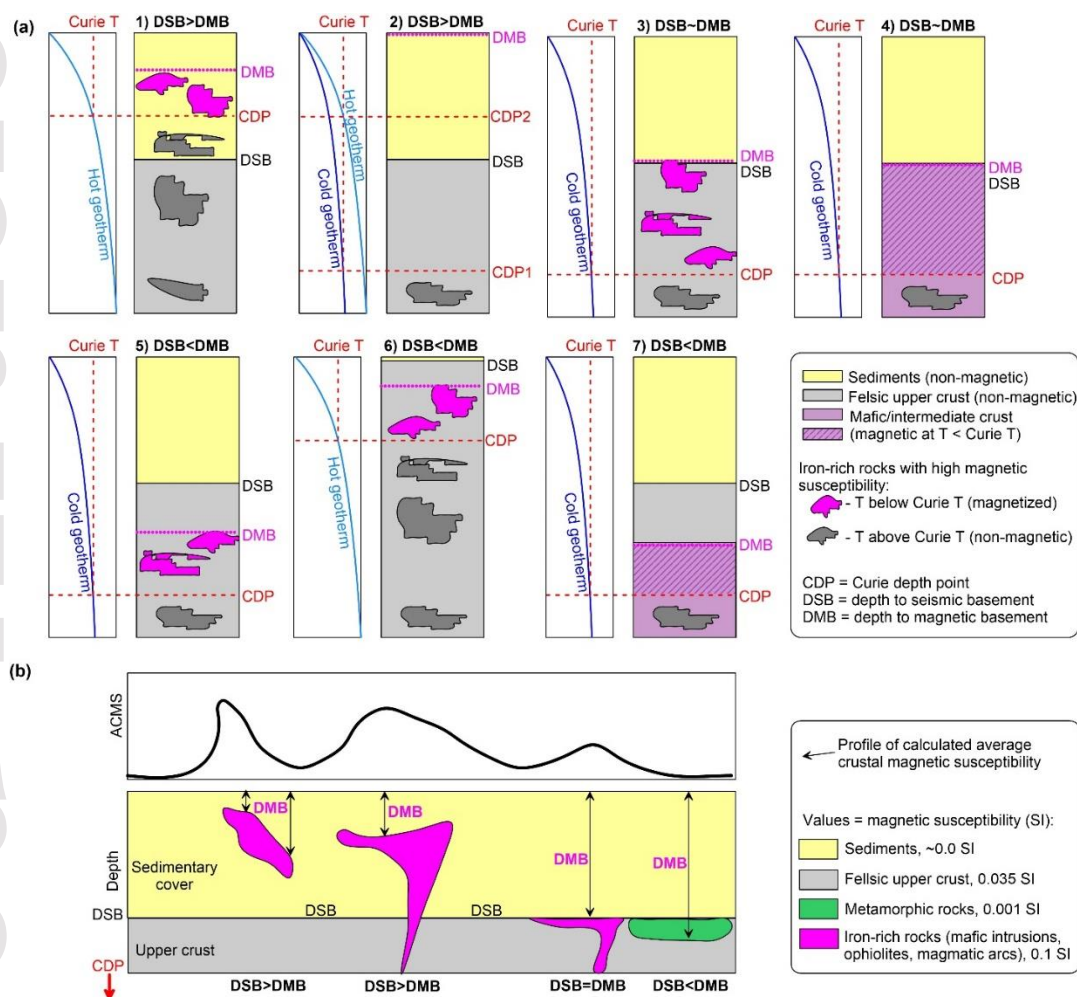 (a)
Curie T
1) DSB>DMB
DMB
CDP
DSB
Hot geotherm
Curie T
2) DSB>DMB
DMB
Hot geotherm
CDP2
DSB
Cold geotherm
CDP1
Curie T
3) DSB~DMB
DMB
DSB
Cold geotherm
CDP
Curie T
4) DSB~DMB
DMB
DSB
Cold geotherm
CDP
Curie T
5) DSB<DMB
DSB
DMB
Cold geotherm
CDP
Curie T
6) DSB<DMB
DSB
DMB
CDP
Hot geotherm
Curie T
7) DSB<DMB
DSB
DMB
Cold geotherm
CDP
Sediments (non-magnetic)
Felsic upper crust (non-magnetic)
Mafic/intermediate crust
(magnetic at T < Curie T)
Iron-rich rocks with high magnetic
susceptibility:
- T below Curie T (magnetized)
- T above Curie T (non-magnetic)
CDP = Curie depth point
DSB = depth to seismic basement
DMB = depth to magnetic basement
(b)
ACMS
Depth
DMB
DMB
DMB
DMB
Sedimentary
cover
DSB
DSB
DSB
Upper crust
CDP
DSB>DMB
DSB>DMB
DSB=DMB
DSB<DMB
Profile of calculated average
crustal magnetic susceptibility
Values = magnetic susceptibility (SI):
Sediments, ~0.0 SI
Fellsic upper crust, 0.035 SI
Metamorphic rocks, 0.001 SI
Iron-rich rocks (mafic intrusions,
ophiolites, magmatic arcs), 0.1 SI